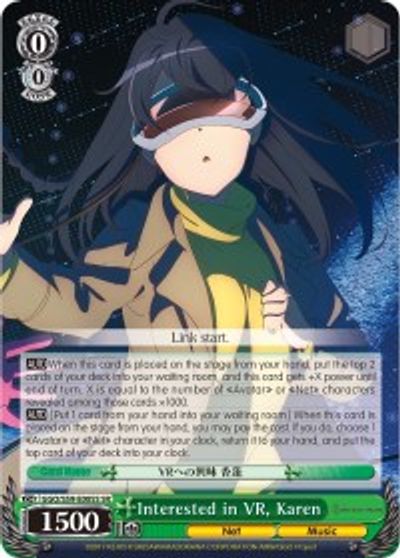 0
0
Link start.
AUTO When this card is placed on the stage from your hand, put the top 2
cards of your deck into your waiting room, and this card gets +X power until
end of turn. X is equal to the number of «Avatar» or «Net» characters
revealed among those cards ×1000.
AUTO [Put 1 card from your hand into your waiting room] When this card is
placed on the stage from your hand, you may pay the cost. If you do, choose 1
«Avatar» or «Net» character in your clock, return it to your hand, and put the
top card of your deck into your clock.
Card Name VRへの興味 香蓮
Interested in VR, Karen
1500
Net Music